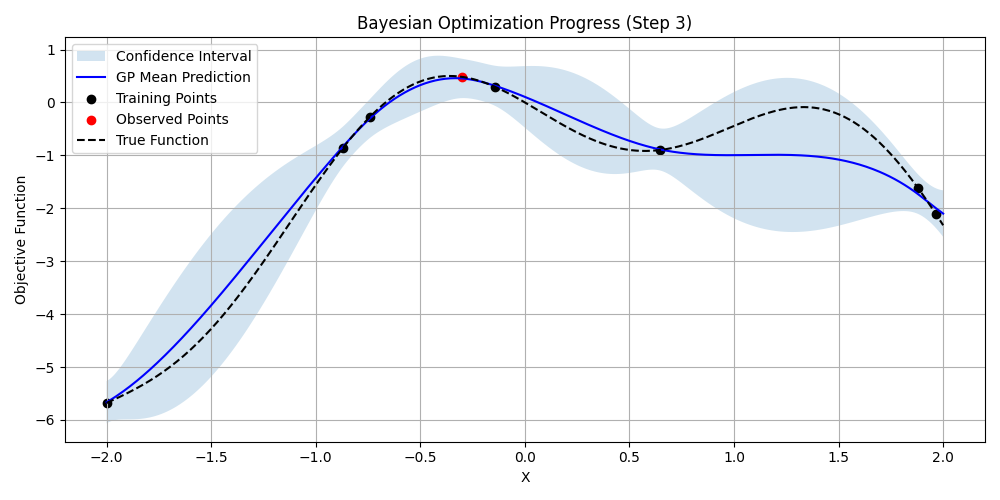 Bayesian Optimization Progress (Step 3)
Confidence Interval
GP Mean Prediction
Training Points
Observed Points
True Function
Objective Function
1
0
−1
−2
−3
−4
−5
−6
−2.0 −1.5 −1.0 −0.5 0.0 0.5 1.0 1.5 2.0
X